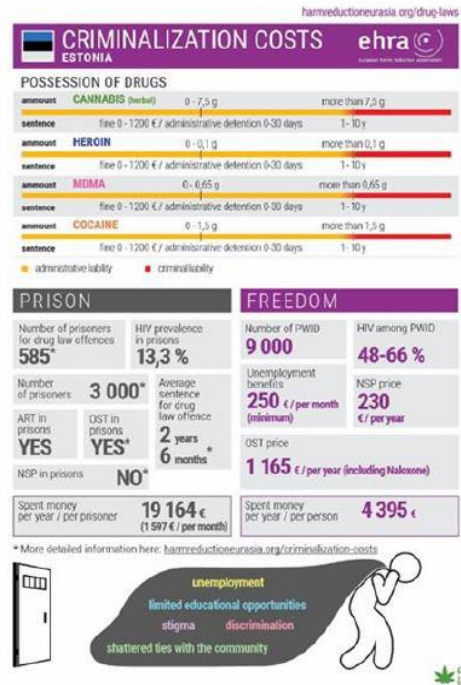 harmreductioneurasia.org/drug-laws
CRIMINALIZATION COSTS
ESTONIA
ehra
POSSESSION OF DRUGS
ammount CANNABIS (herbal) 0 - 7,5 g more than 7,5 g
sentence fine 0 - 1200 € / administrative detention 0-30 days 1- 10 y
ammount HEROIN 0 - 0,1 g more than 0,1 g
sentence fine 0 - 1200 € / administrative detention 0-30 days 1- 10 y
ammount MDMA 0 - 0,65 g more than 0,65 g
sentence fine 0 - 1200 € / administrative detention 0-30 days 1- 10 y
ammount COCAINE 0 - 1,5 g more than 1,5 g
sentence fine 0 - 1200 € / administrative detention 0-30 days 1- 10 y
administrative liability criminal liability
PRISON
Number of prisoners
for drug law offences
585*
HIV prevalence
in prisons
13,3 %
Number
of prisoners
3 000*
Average
sentence
for drug
law offence
2 years
6 months*
ART in
prisons
YES
OST in
prisons
YES*
NSP in prisons NO*
Spent money
per year / per prisoner
19 164 €
(1 597 € / per month)
FREEDOM
Number of PWID
9 000
HIV among PWID
48-66 %
Unemployment
benefits
250 € / per month
(minimum)
NSP price
230
€ / per year
OST price
1 165 € / per year (including Naloxone)
Spent money
per year / per person
4 395 €
* More detailed information here: harmreductioneurasia.org/criminalization-costs
unemployment
limited educational opportunities
stigma discrimination
shattered ties with the community